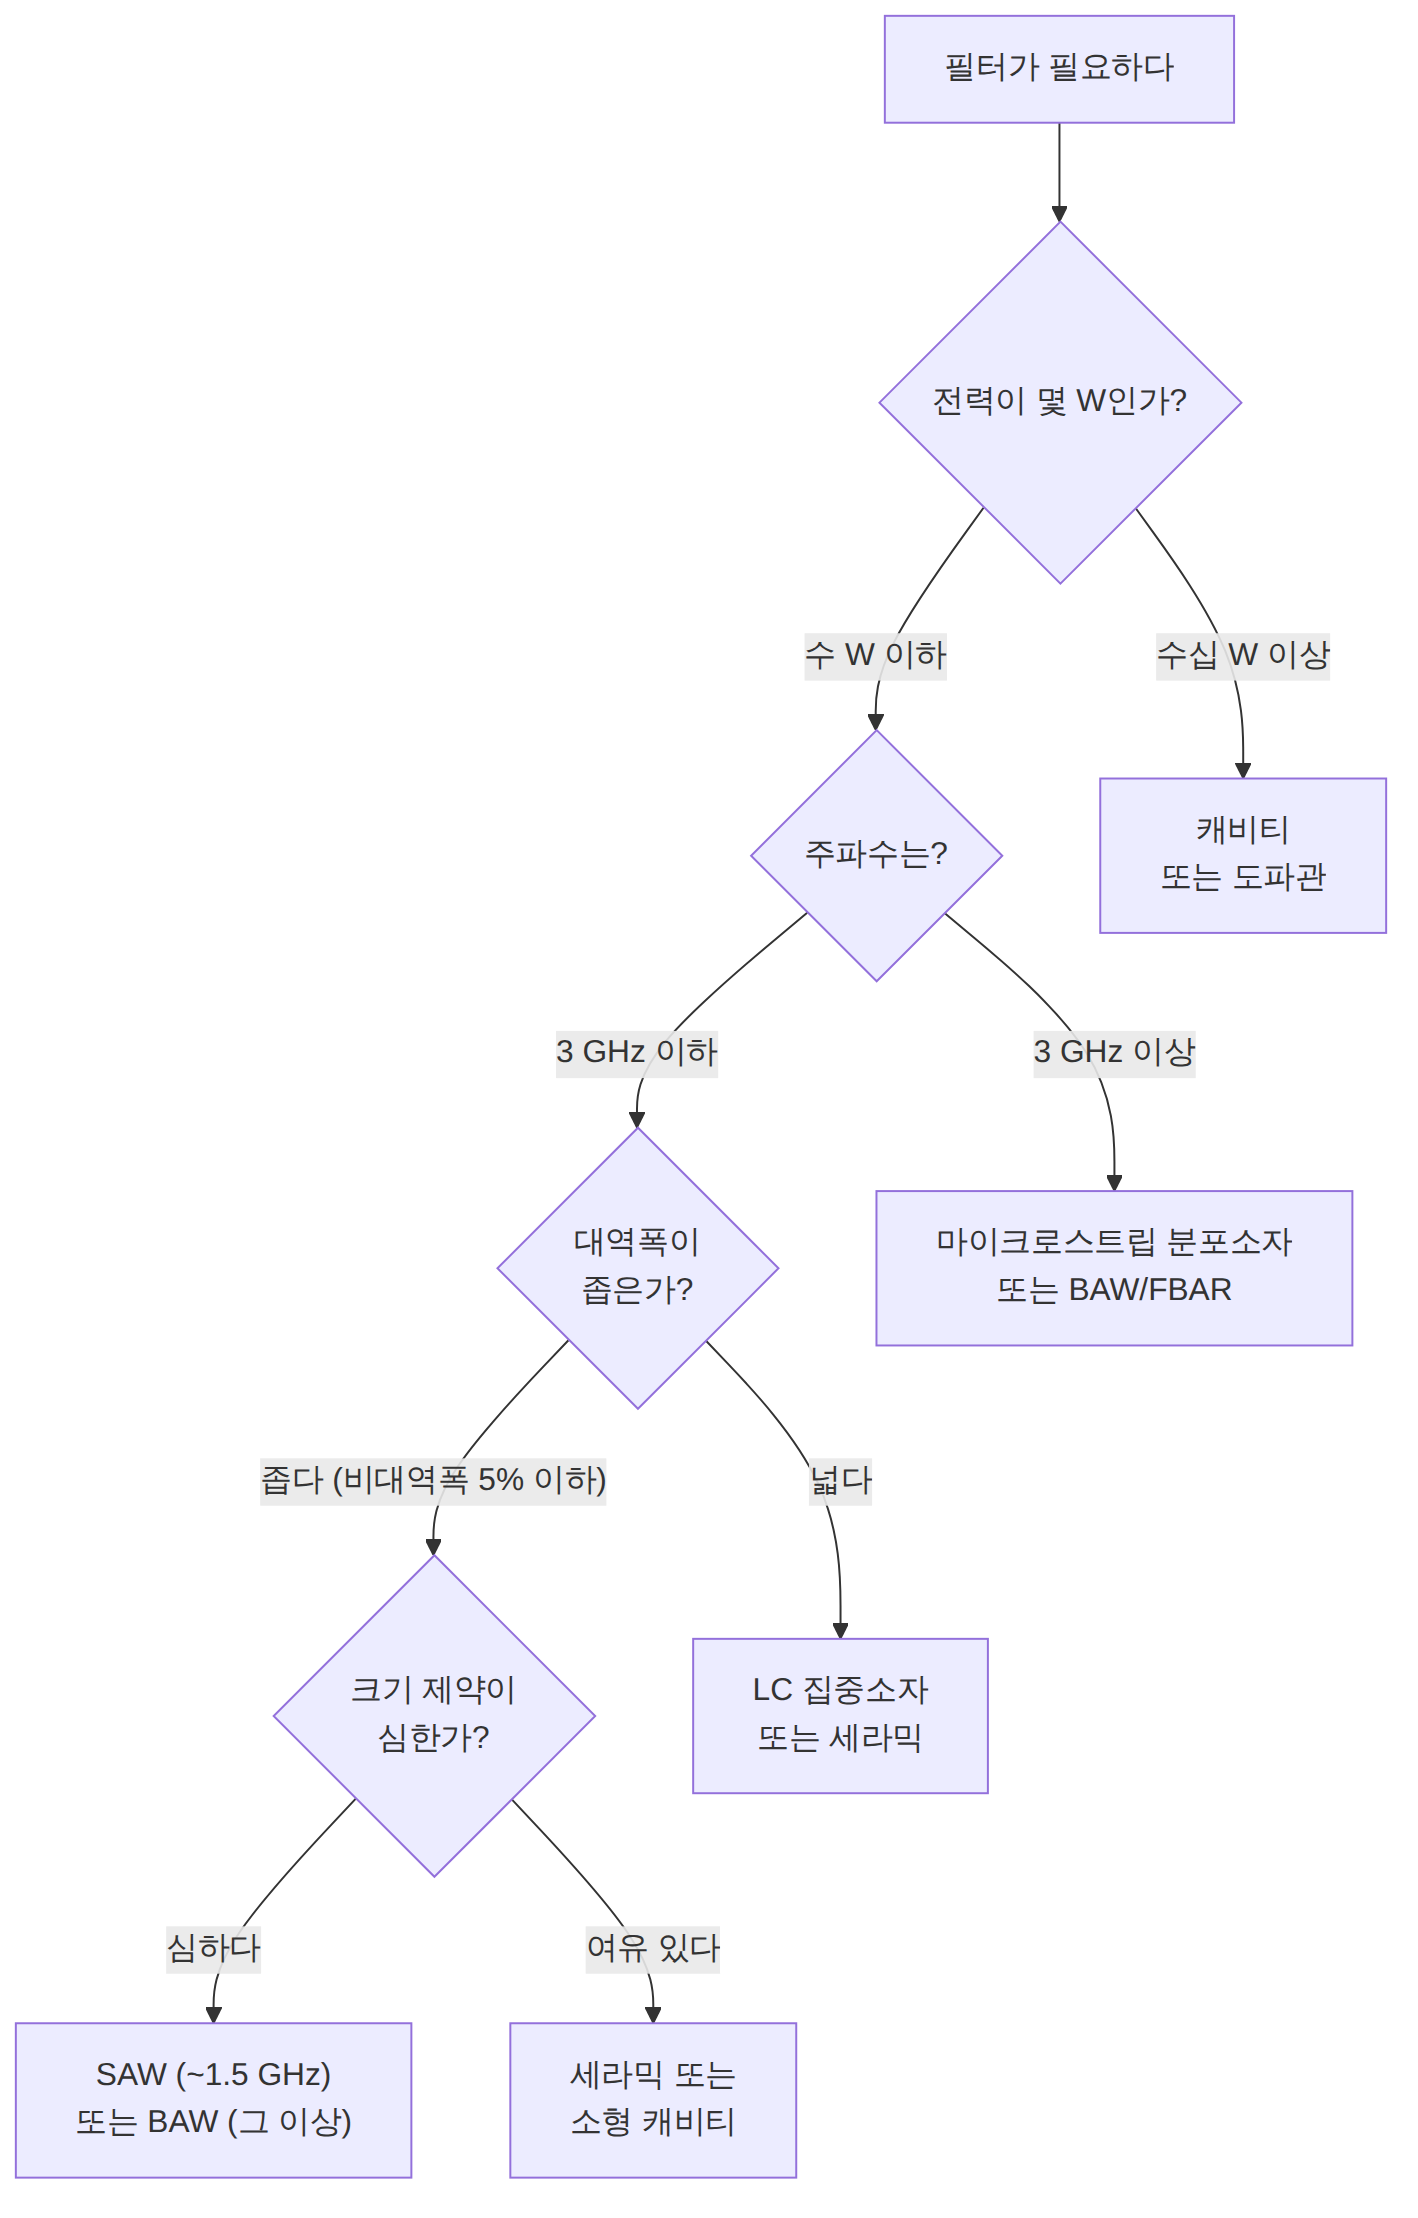 필터가 필요하다
전력이 몇 W인가?
수 W 이하
수십 W 이상
주파수는?
캐비티
또는 도파관
3 GHz 이하
3 GHz 이상
대역폭이
좁은가?
마이크로스트립 분포소자
또는 BAW/FBAR
좁다 (비대역폭 5% 이하)
넓다
크기 제약이
심한가?
LC 집중소자
또는 세라믹
심하다
여유 있다
SAW (~1.5 GHz)
또는 BAW (그 이상)
세라믹 또는
소형 캐비티